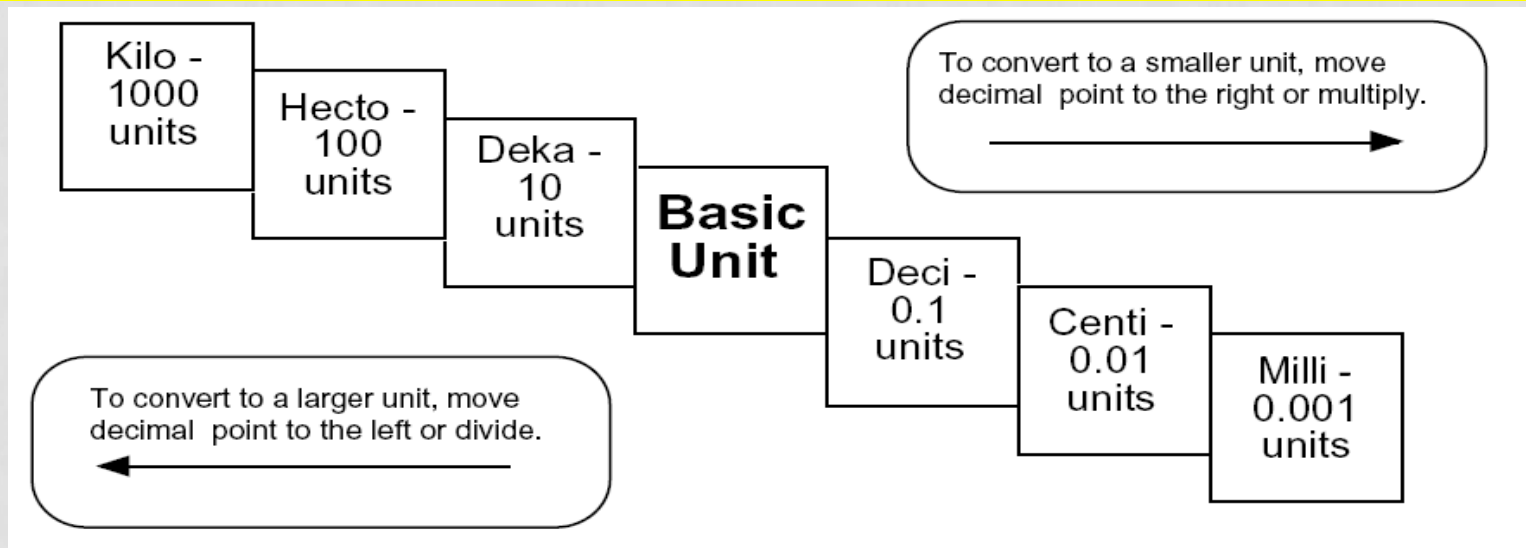 Kilo -
1000
units
Hecto -
100
units
Deka -
10
units
Basic
Unit
Deci -
0.1
units
Centi -
0.01
units
Milli -
0.001
units
To convert to a smaller unit, move
decimal point to the right or multiply.
To convert to a larger unit, move
decimal point to the left or divide.